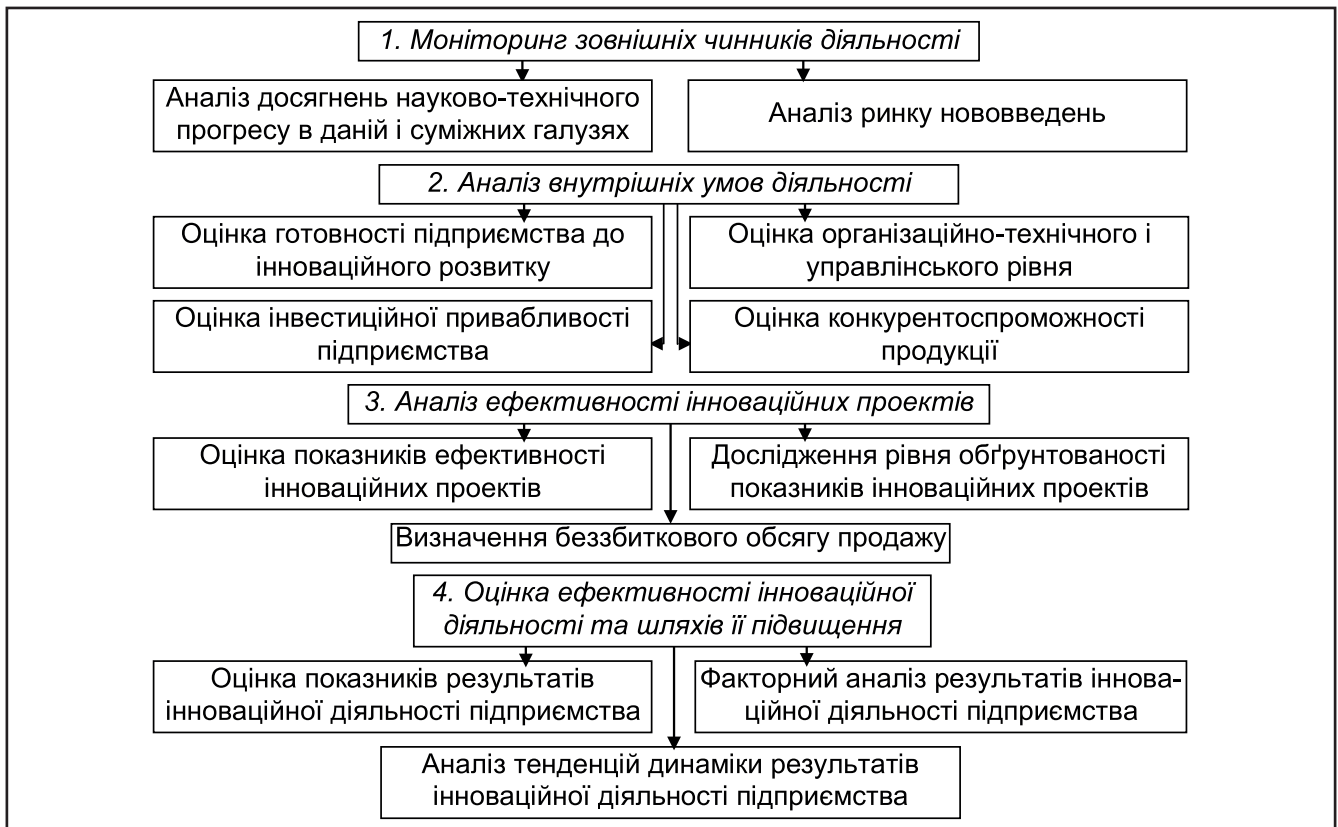 1. Моніторинг зовнішніх чинників діяльності
Аналіз досягнень науково-технічного
прогресу в даній і суміжних галузях
Аналіз ринку нововведень
2. Аналіз внутрішніх умов діяльності
Оцінка готовності підприємства до
інноваційного розвитку
Оцінка організаційно-технічного і
управлінського рівня
Оцінка інвестиційної привабливості
підприємства
Оцінка конкурентоспроможності
продукції
3. Аналіз ефективності інноваційних проектів
Оцінка показників ефективності
інноваційних проектів
Дослідження рівня обґрунтованості
показників інноваційних проектів
Визначення беззбиткового обсягу продажу
4. Оцінка ефективності інноваційної
діяльності та шляхів її підвищення
Оцінка показників результатів
інноваційної діяльності підприємства
Факторний аналіз результатів іннова-
ційної діяльності підприємства
Аналіз тенденцій динаміки результатів
інноваційної діяльності підприємства